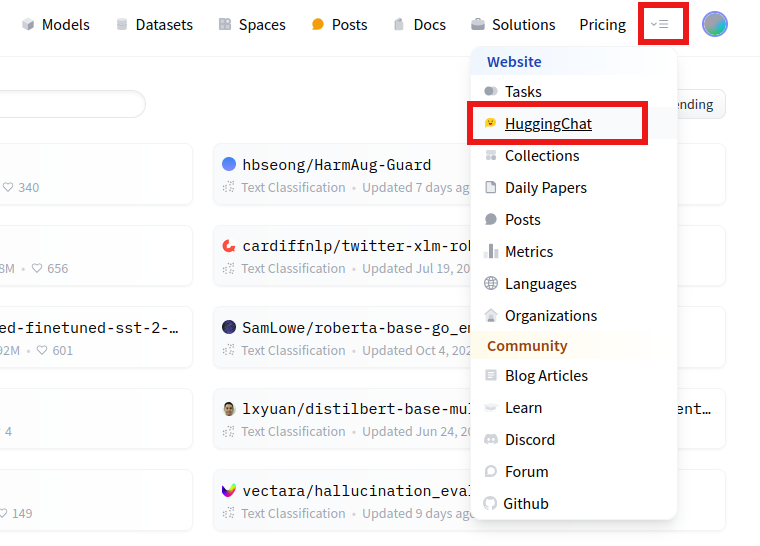 Models Datasets Spaces Posts Docs Solutions Pricing
Website
Tasks
HuggingChat
Collections
Daily Papers
Posts
Metrics
Languages
Organizations
Community
Blog Articles
Learn
Discord
Forum
Github
ending
340
hbseong/HarmAug-Guard
Text Classification • Updated 7 days ag
8M • 656
cardiffnlp/twitter-xlm-ro
Text Classification • Updated Jul 19, 20
ed-finetuned-sst-2-…
92M • 601
SamLowe/roberta-base-go_e
Text Classification • Updated Oct 4, 202
4
lxyuan/distilbert-base-mu
ent…
Text Classification • Updated Jun 24, 20
149
vectara/hallucination_eva
Text Classification • Updated 9 days ag